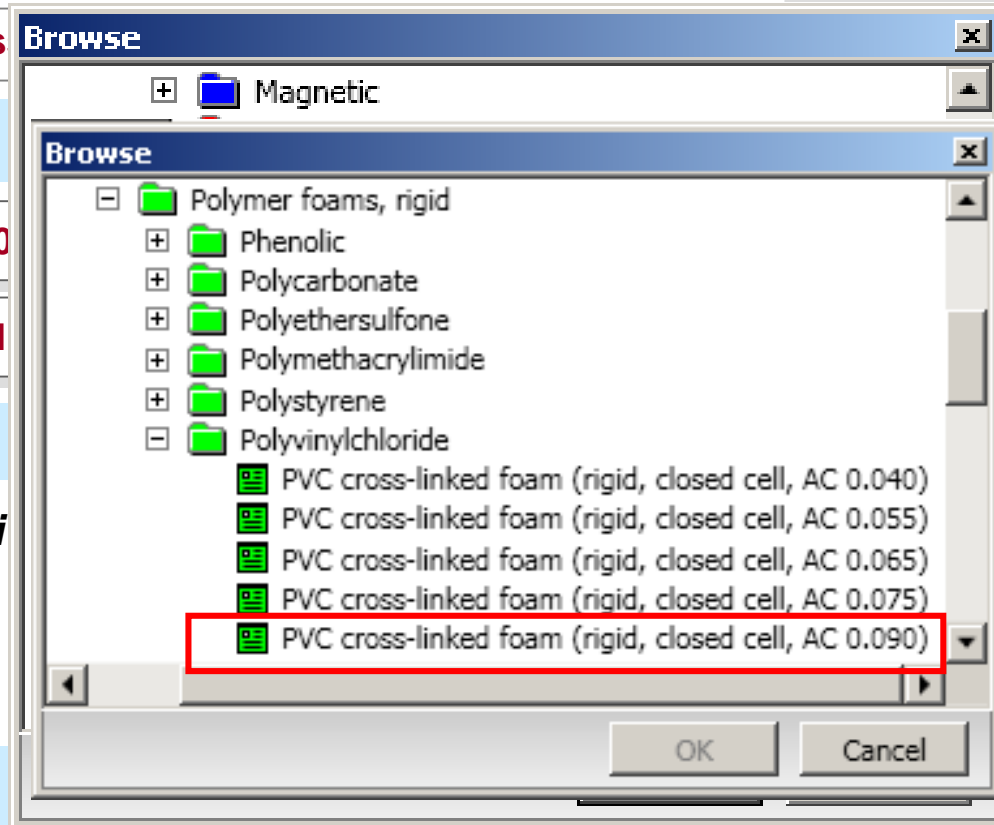 Browse
Magnetic
Browse
Polymer foams, rigid
Phenolic
Polycarbonate
Polyethersulfone
Polymethacrylimide
Polystyrene
Polyvinylchloride
PVC cross-linked foam (rigid, closed cell, AC 0.040)
PVC cross-linked foam (rigid, closed cell, AC 0.055)
PVC cross-linked foam (rigid, closed cell, AC 0.065)
PVC cross-linked foam (rigid, closed cell, AC 0.075)
PVC cross-linked foam (rigid, closed cell, AC 0.090)
OK Cancel